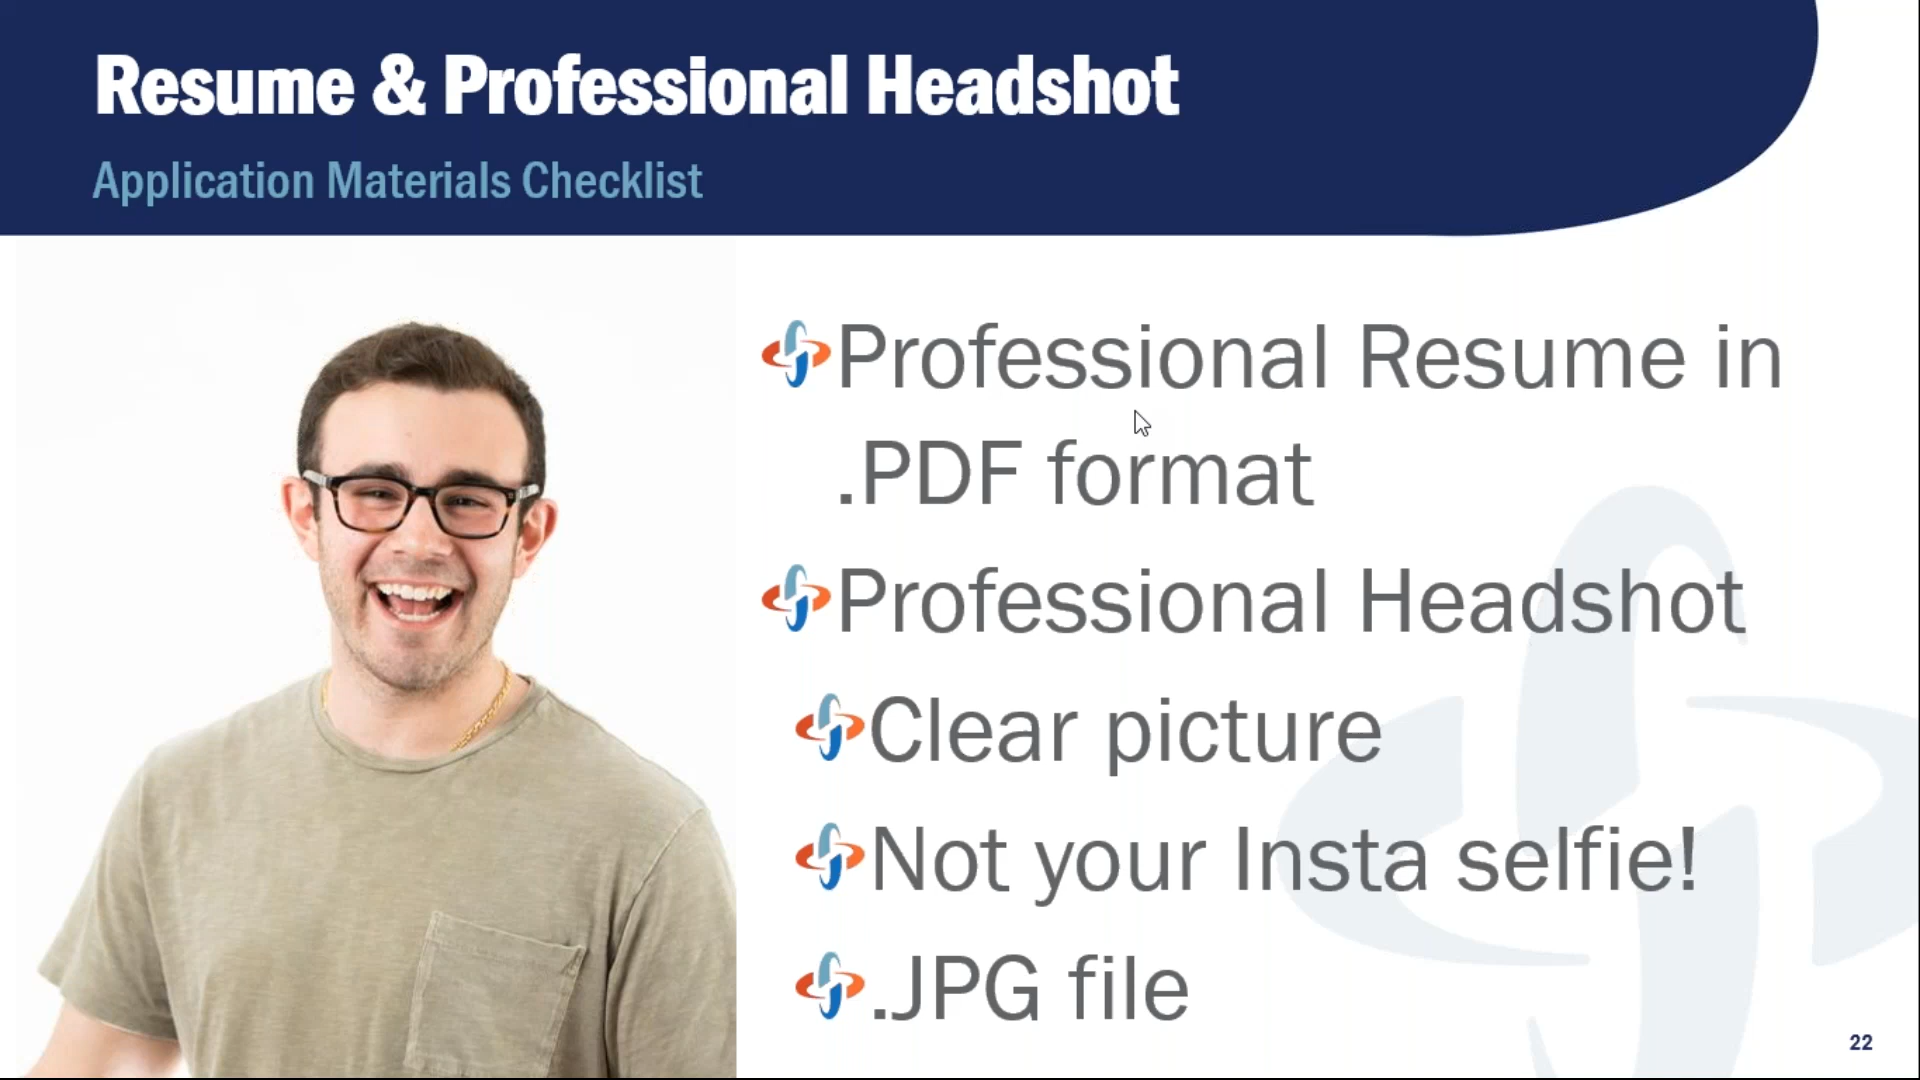 Resume & Professional Headshot
Application Materials Checklist
Professional Resume in
.PDF format
Professional Headshot
Clear picture
Not your Insta selfie!
.JPG file
22